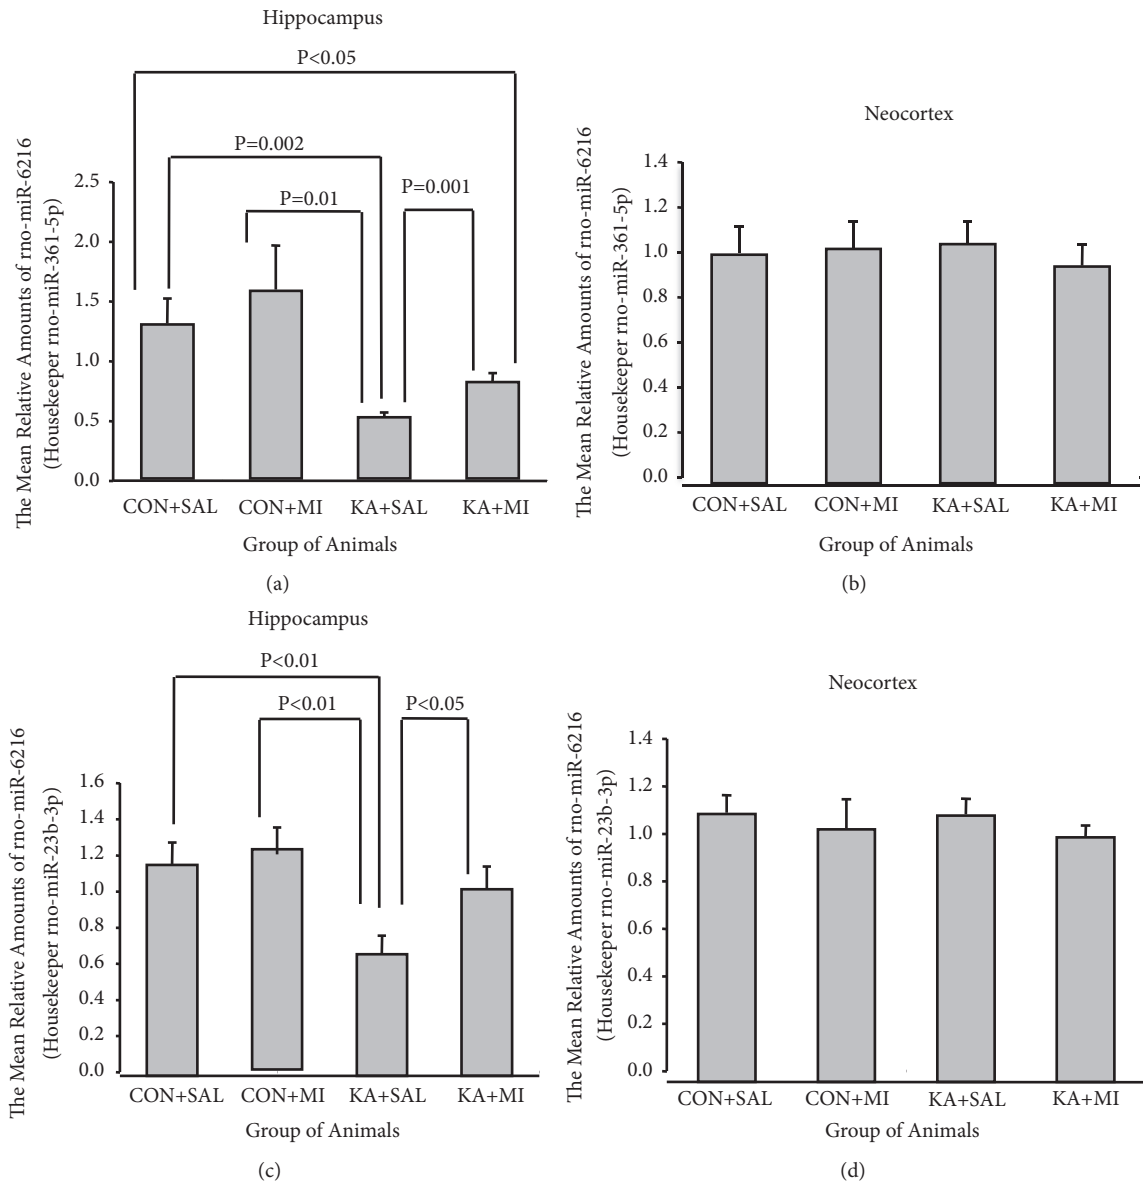 Hippocampus
P<0.05
P=0.002
P=0.01
P=0.001
The Mean Relative Amounts of rno-miR-6216
(Housekeeper rno-miR-361-5p)
2.5
2.0
1.5
1.0
0.5
0.0
CON+SAL CON+MI KA+SAL KA+MI
Group of Animals
(a)
Neocortex
The Mean Relative Amounts of rno-miR-6216
(Housekeeper rno-miR-361-5p)
1.4
1.2
1.0
0.8
0.6
0.4
0.2
0.0
CON+SAL CON+MI KA+SAL KA+MI
Group of Animals
(b)
Hippocampus
P<0.01
P<0.01
P<0.05
The Mean Relative Amounts of rno-miR-6216
(Housekeeper rno-miR-23b-3p)
1.6
1.4
1.2
1.0
0.8
0.6
0.4
0.2
0.0
CON+SAL CON+MI KA+SAL KA+MI
Group of Animals
(c)
Neocortex
The Mean Relative Amounts of rno-miR-6216
(Housekeeper rno-miR-23b-3p)
1.4
1.2
1.0
0.8
0.6
0.4
0.2
0.0
CON+SAL CON+MI KA+SAL KA+MI
Group of Animals
(d)